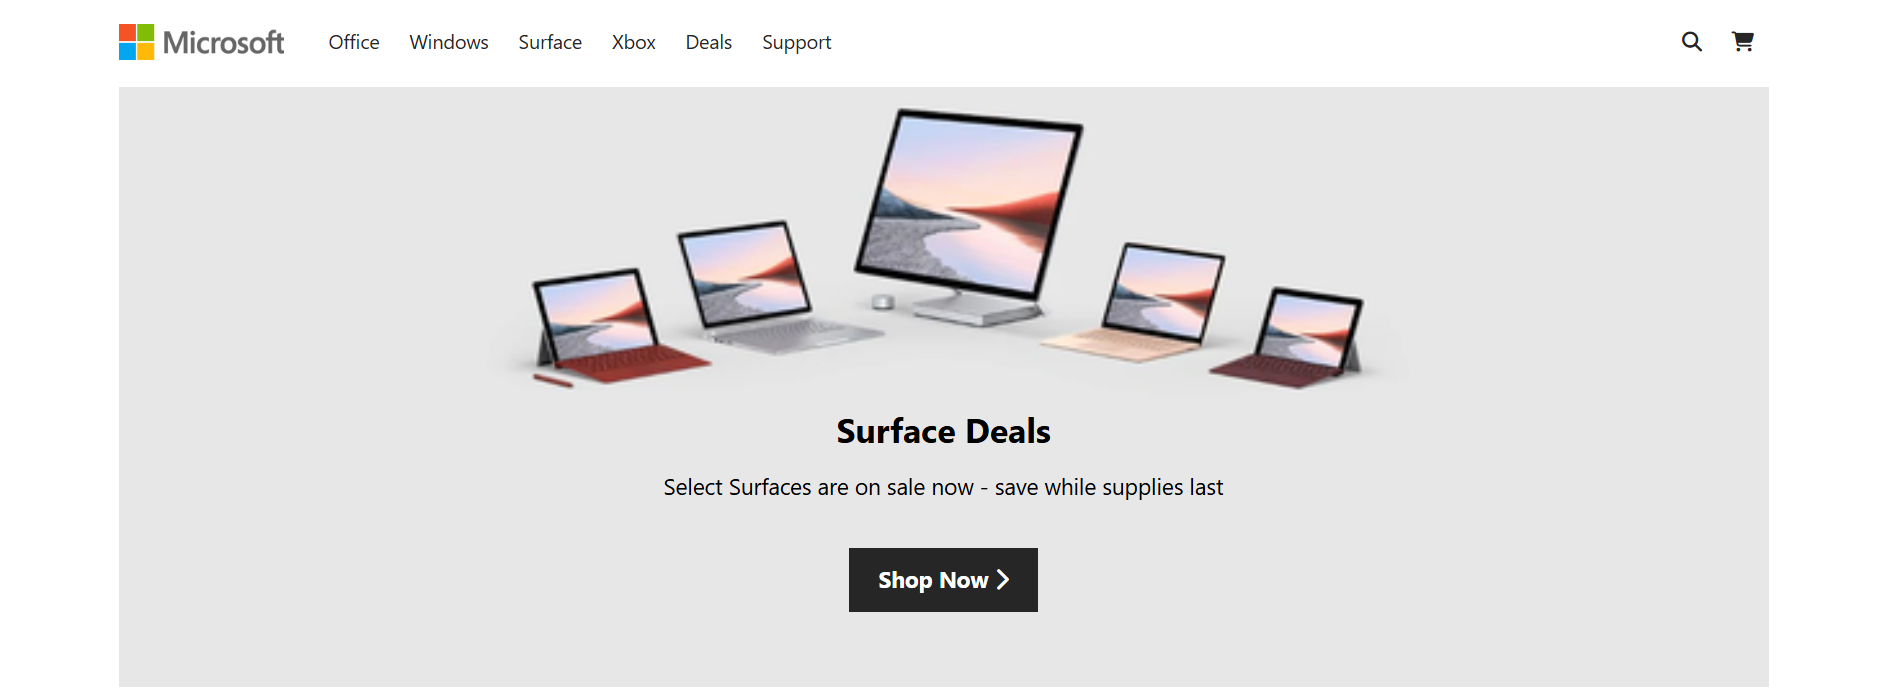 Microsoft Office Windows Surface Xbox Deals Support
Surface Deals
Select Surfaces are on sale now - save while supplies last
Shop Now